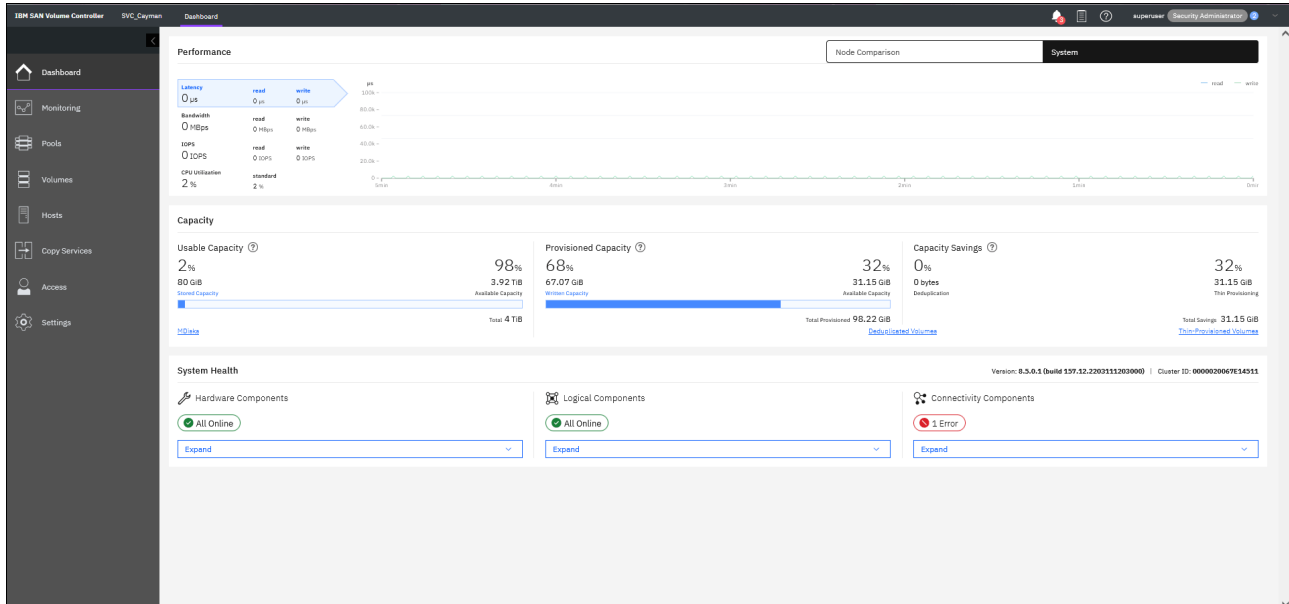 IBM SAN Volume Controller SVC_Cayman Dashboard
3
superuser Security Administrator 2
Dashboard
Monitoring
Pools
Volumes
Hosts
Copy Services
Access
Settings
Performance
Node Comparison System
Latency read write
0 µs 0 µs 0 µs
Bandwidth read write
0 MBps 0 MBps 0 MBps
IOPS read write
0 IOPS 0 IOPS 0 IOPS
CPU Utilization standard
2 % 2 %
µs
read write
100k
80.0k
60.0k
40.0k
20.0k
0
5min 4min 3min 2min 1min 0min
Capacity
Usable Capacity
2% 98%
80 GiB 3.92 TiB
Stored Capacity Available Capacity
Total 4 TiB
MDisks
Provisioned Capacity
68% 32%
67.07 GiB 31.15 GiB
Written Capacity Available Capacity
Total Provisioned 98.22 GiB
Deduplicated Volumes
Capacity Savings
0% 32%
0 bytes 31.15 GiB
Deduplication Thin Provisioning
Total Savings 31.15 GiB
Thin-Provisioned Volumes
System Health
Version: 8.5.0.1 (build 157.12.2203111203000) | Cluster ID: 0000020067E14511
Hardware Components
All Online
Expand
Logical Components
All Online
Expand
Connectivity Components
1 Error
Expand